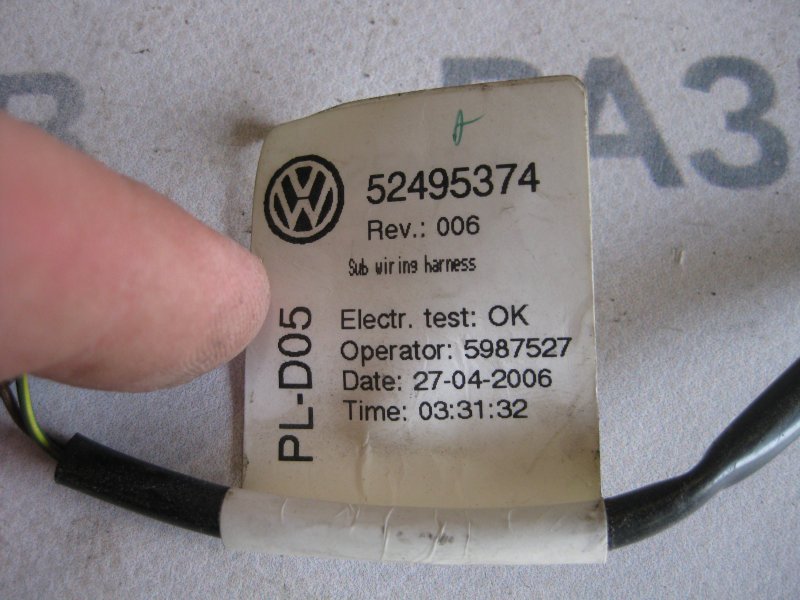 52495374
Rev.: 006
Sub wiring harness
PL-D05
Electr. test: OK
Operator: 5987527
Date: 27-04-2006
Time: 03:31:32